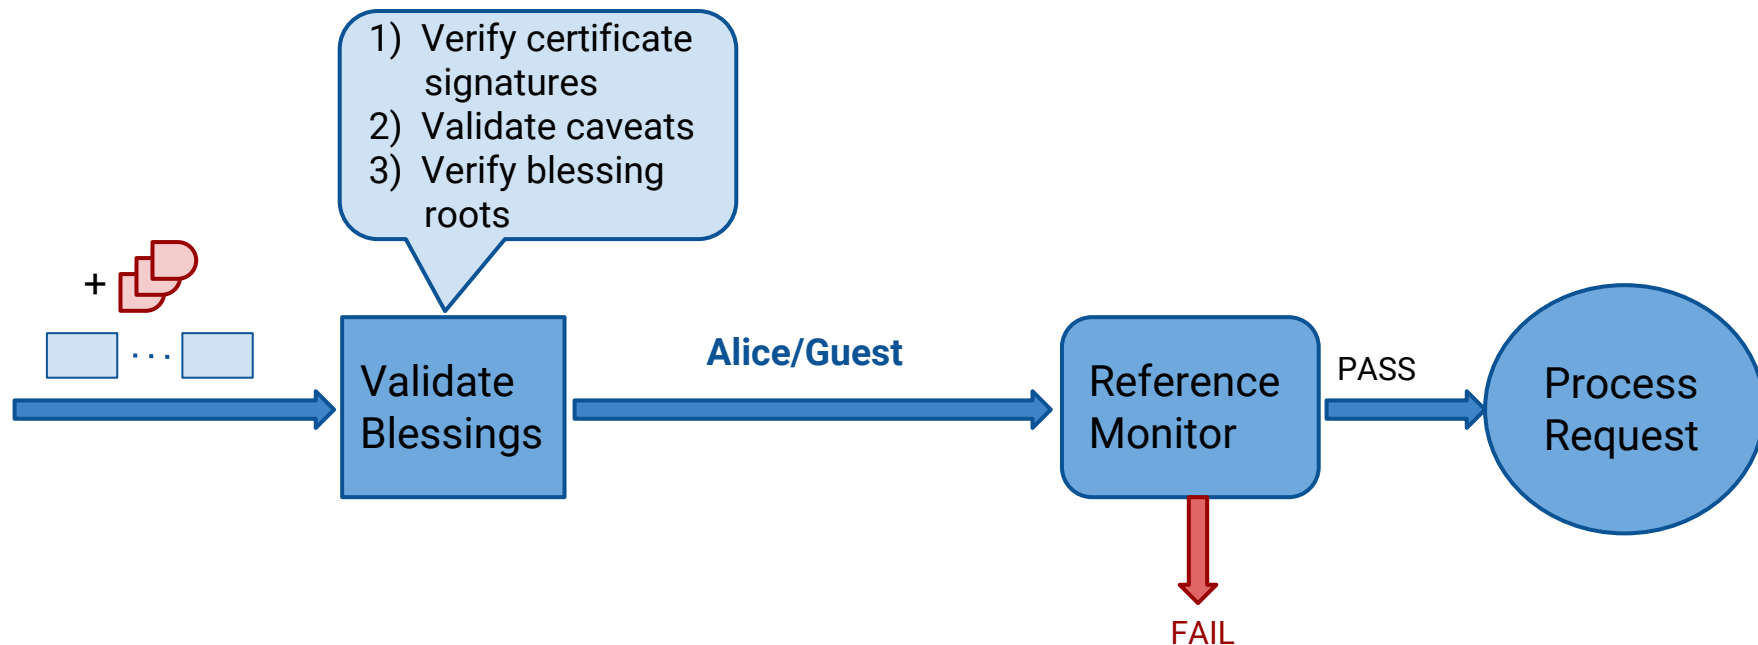 1) Verify certificate
signatures
2) Validate caveats
3) Verify blessing
roots
+
. . .
Validate
Blessings
Alice/Guest
Reference
Monitor
PASS
Process
Request
FAIL